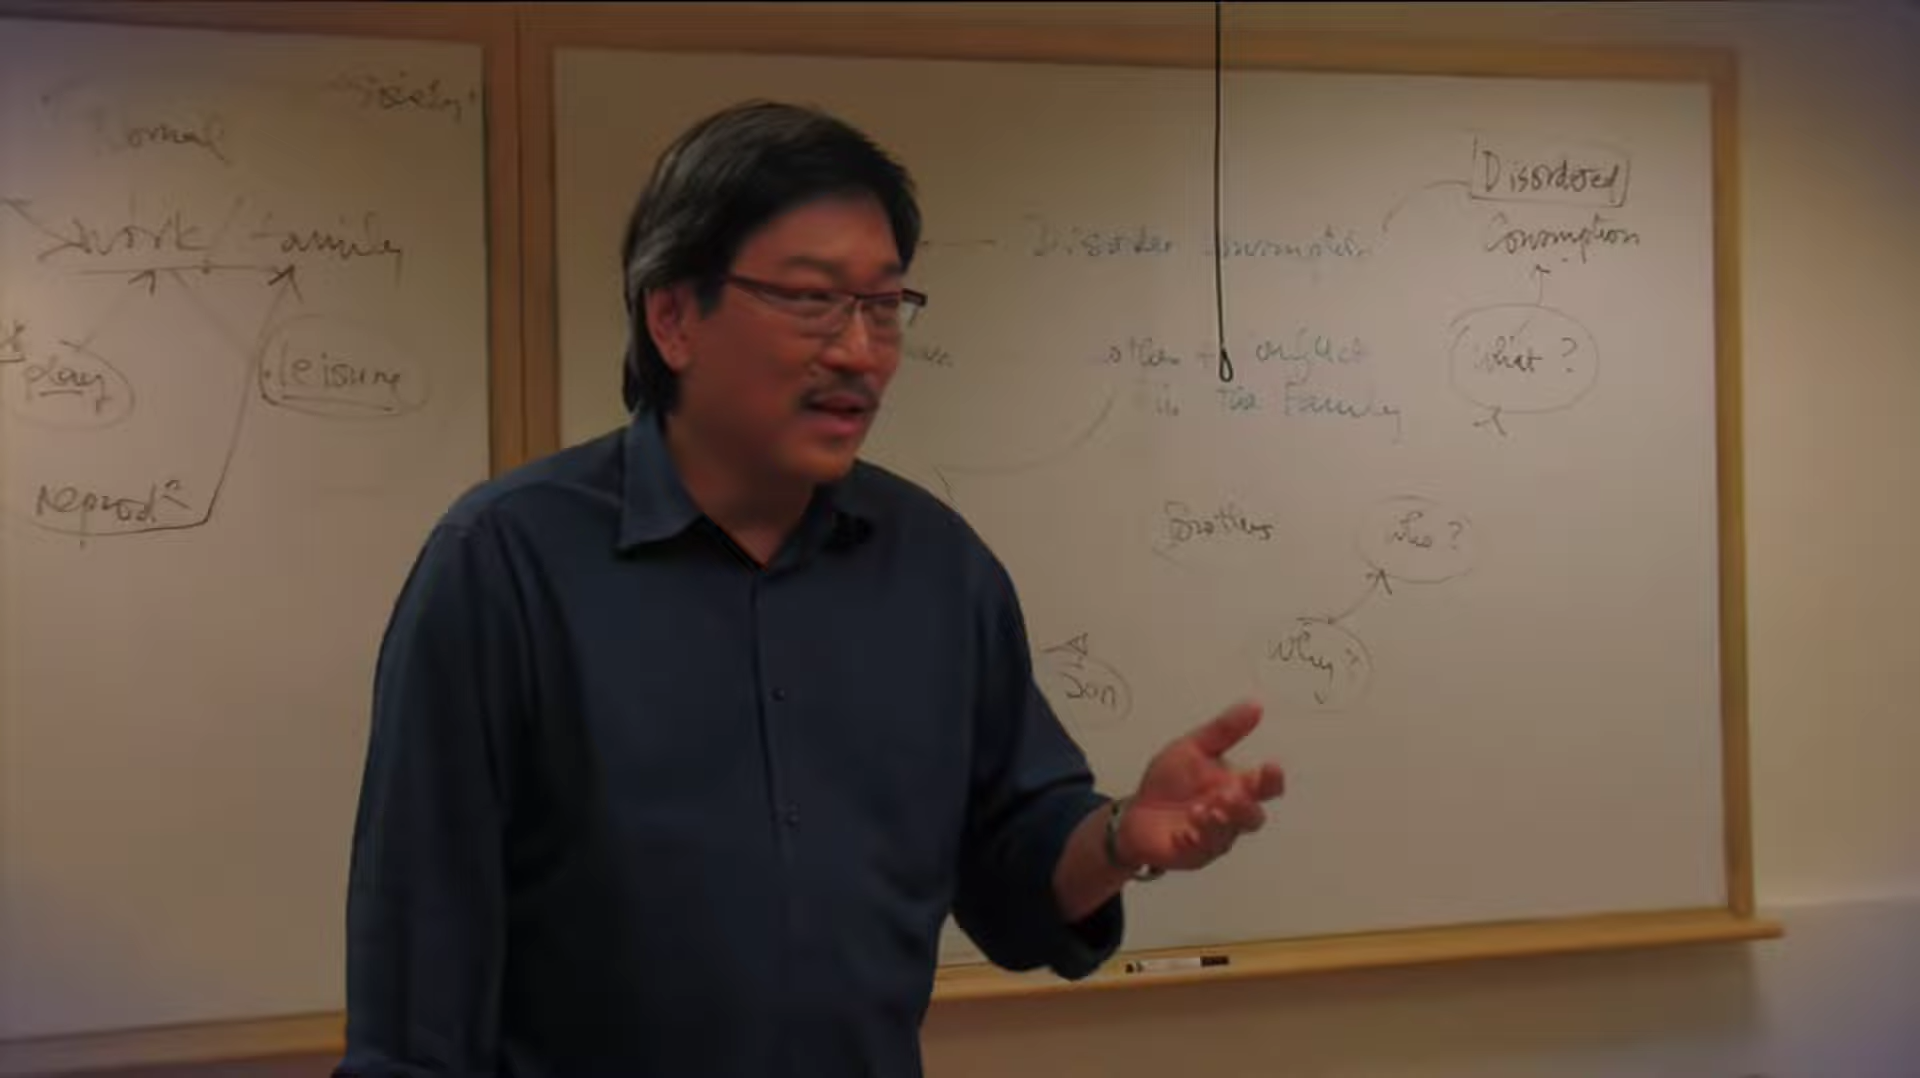 Normal
Society
work / family
play
leisure
Reprod.n
Disordered
Consumption
Disorder consumption
What?
other + conflict
in the Family
Brothers
Who?
Why?
Son